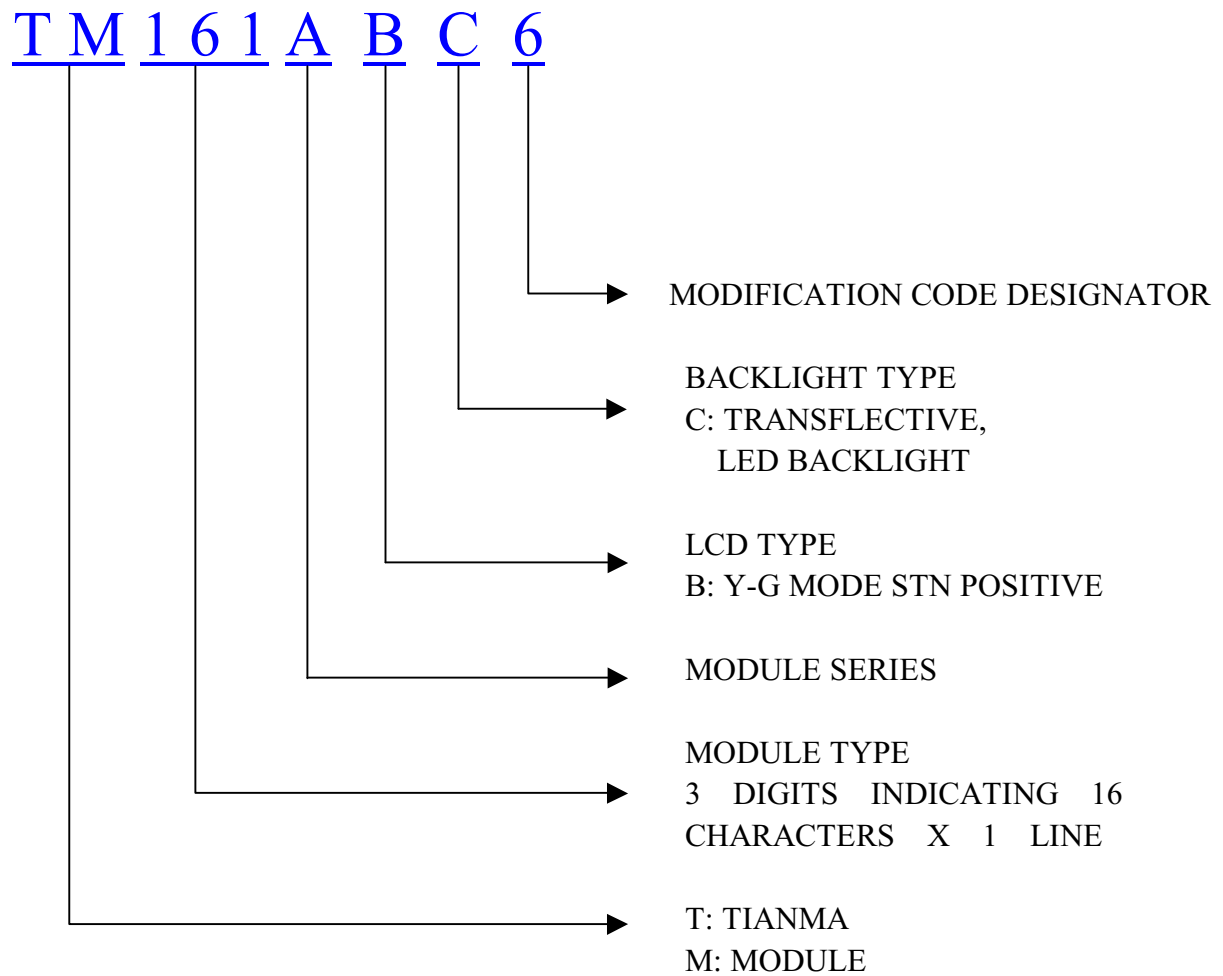 T M 1 6 1 A B C 6
MODIFICATION CODE DESIGNATOR
BACKLIGHT TYPE
C: TRANSFLECTIVE,
LED BACKLIGHT
LCD TYPE
B: Y-G MODE STN POSITIVE
MODULE SERIES
MODULE TYPE
3 DIGITS INDICATING 16
CHARACTERS X 1 LINE
T: TIANMA
M: MODULE